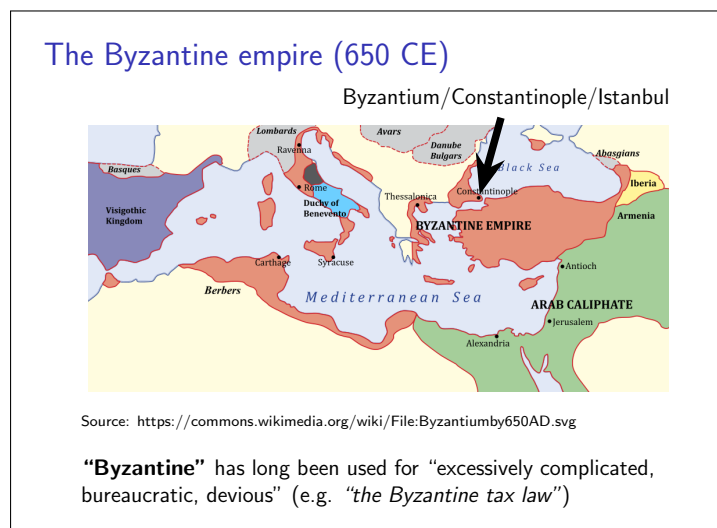 The Byzantine empire (650 CE)
Byzantium/Constantinople/Istanbul
Lombards
Avars
Danube
Bulgars
Abasgians
Ravenna
Black Sea
Basques
Iberia
Rome
Thessalonica
Constantinople
Visigothic
Kingdom
Duchy of
Benevento
Armenia
BYZANTINE EMPIRE
Carthage
Syracuse
Antioch
Berbers
Mediterranean Sea
ARAB CALIPHATE
Jerusalem
Alexandria
Source: https://commons.wikimedia.org/wiki/File:Byzantiumby650AD.svg
“Byzantine” has long been used for “excessively complicated,
bureaucratic, devious” (e.g. “the Byzantine tax law”)